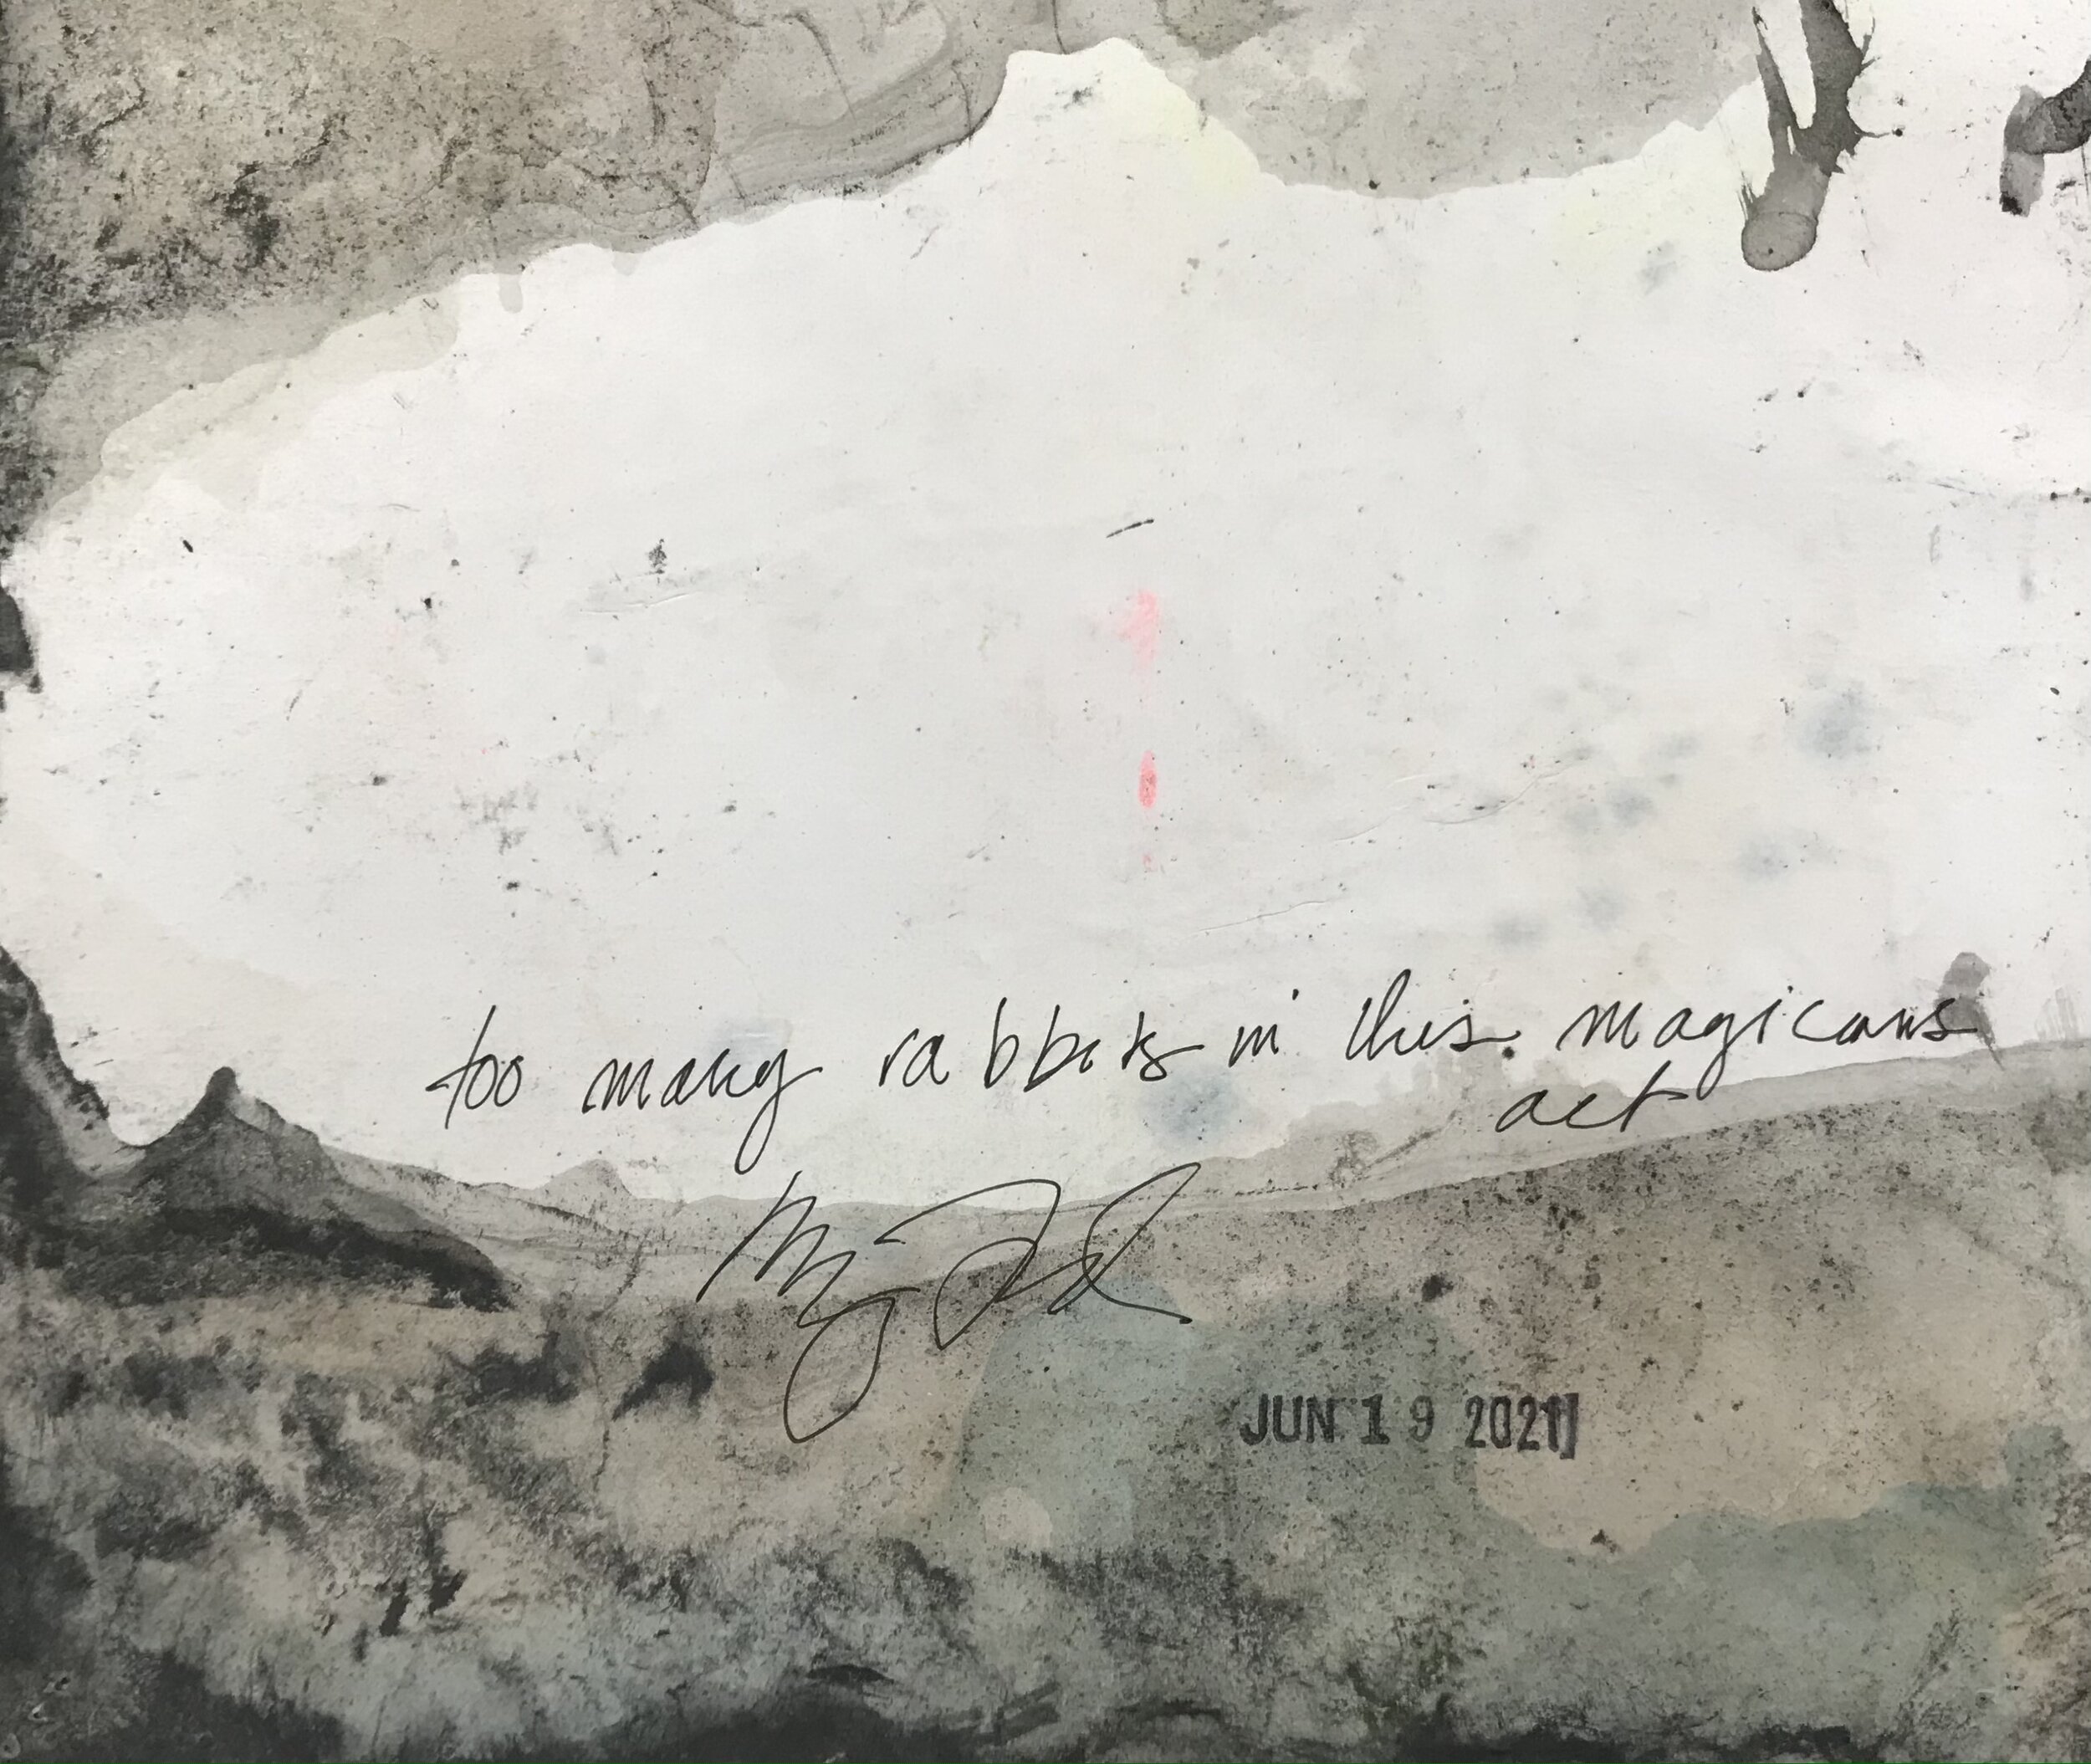 too many rabbits in this magicians
act
JUN 19 2021